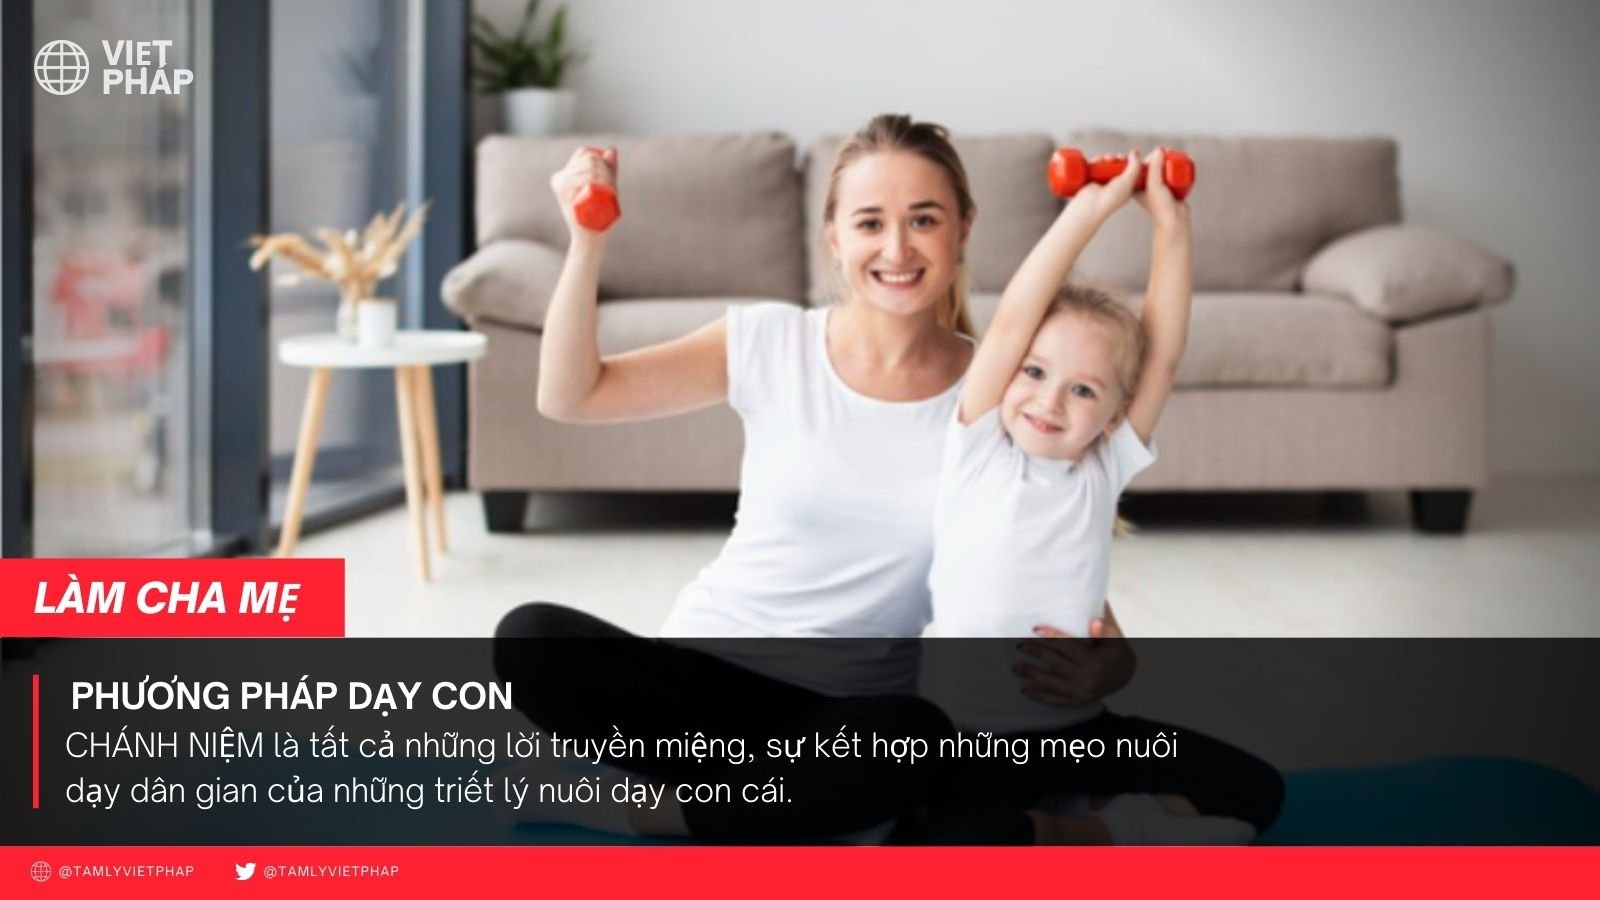 VIET
PHÁP
LÀM CHA MẸ
PHƯƠNG PHÁP DẠY CON
CHÁNH NIỆM là tất cả những lời truyền miệng, sự kết hợp những mẹo nuôi
dạy dân gian của những triết lý nuôi dạy con cái.
@TAMLYVIETPHAP @TAMLYVIETPHAP